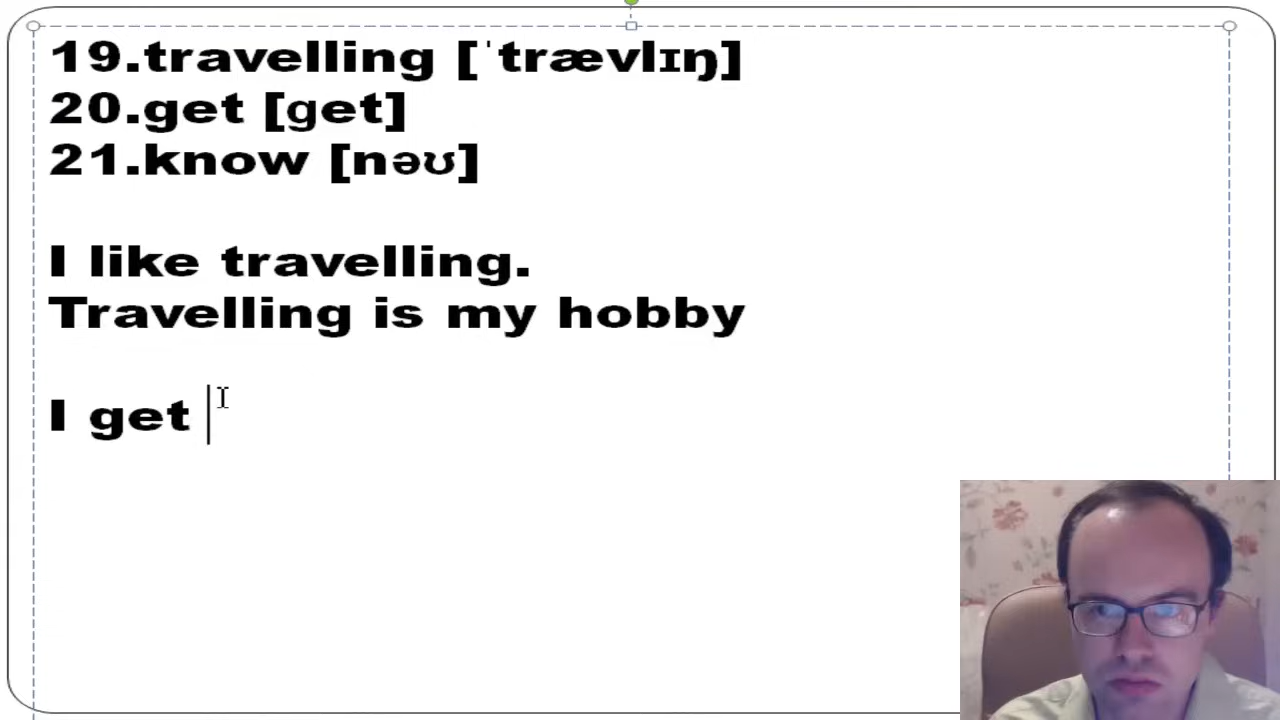 19.travelling [ˈtrævlɪŋ]
20.get [get]
21.know [nəʊ]
I like travelling.
Travelling is my hobby
I get